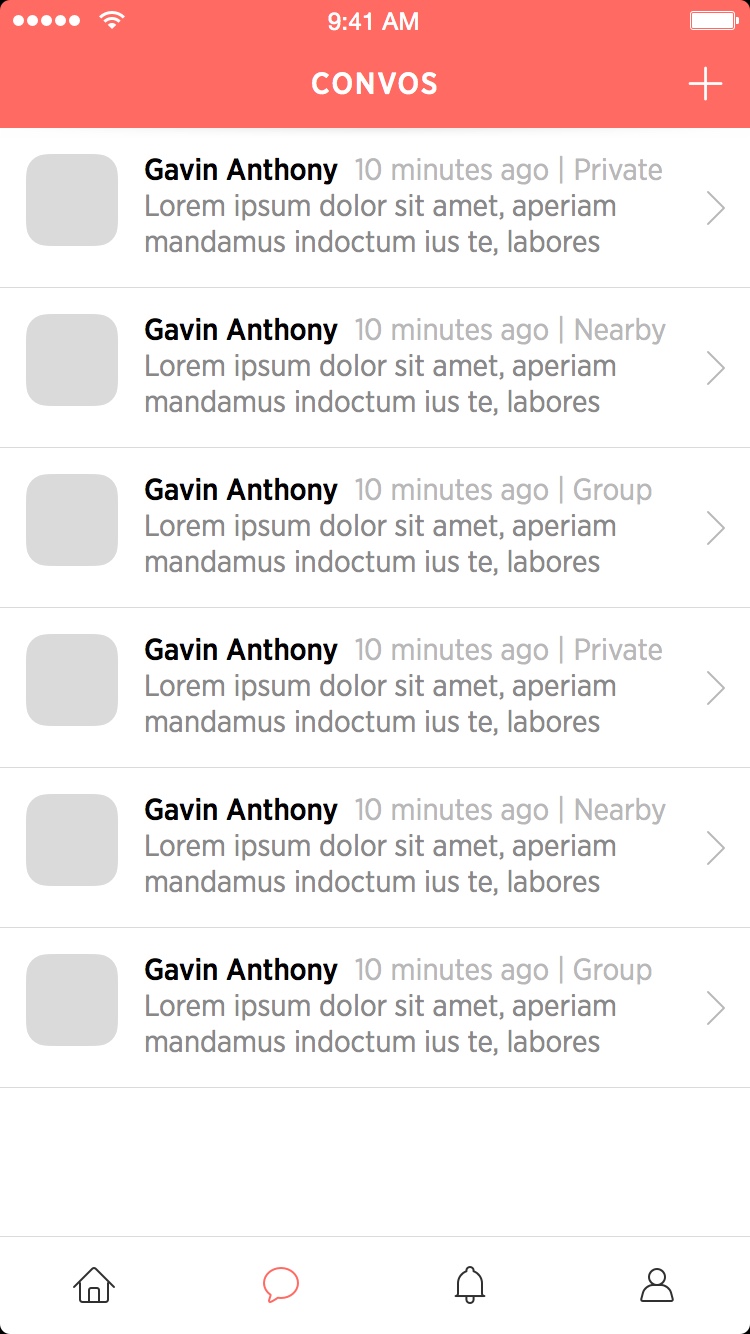 9:41 AM
CONVOS
Gavin Anthony 10 minutes ago | Private
Lorem ipsum dolor sit amet, aperiam
mandamus indoctum ius te, labores
Gavin Anthony 10 minutes ago | Nearby
Lorem ipsum dolor sit amet, aperiam
mandamus indoctum ius te, labores
Gavin Anthony 10 minutes ago | Group
Lorem ipsum dolor sit amet, aperiam
mandamus indoctum ius te, labores
Gavin Anthony 10 minutes ago | Private
Lorem ipsum dolor sit amet, aperiam
mandamus indoctum ius te, labores
Gavin Anthony 10 minutes ago | Nearby
Lorem ipsum dolor sit amet, aperiam
mandamus indoctum ius te, labores
Gavin Anthony 10 minutes ago | Group
Lorem ipsum dolor sit amet, aperiam
mandamus indoctum ius te, labores